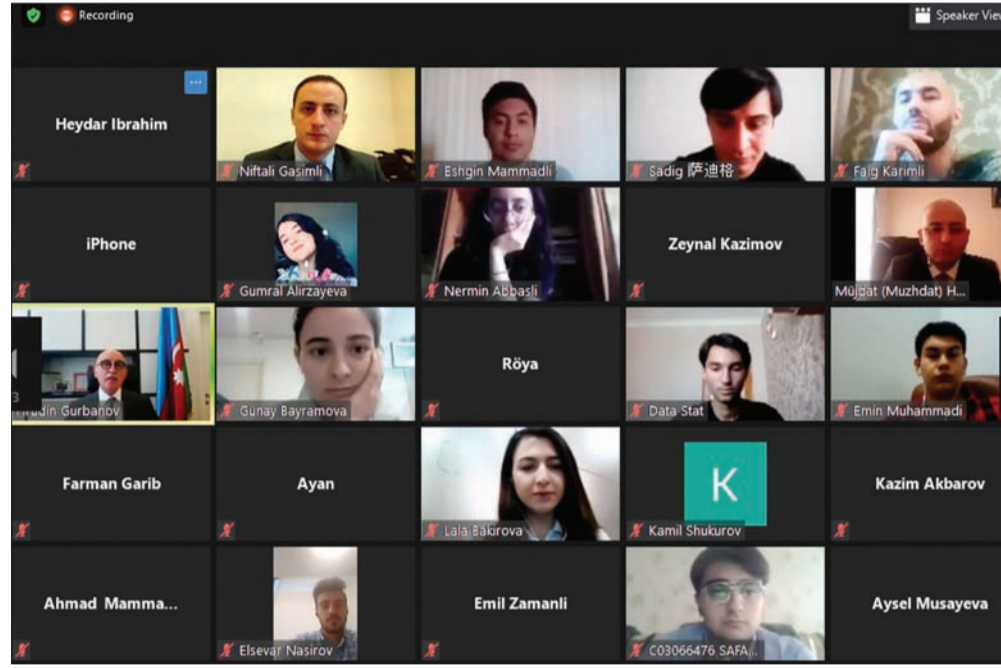 Recording
Speaker View
Heydar Ibrahim
Niftali Gasimli
Eshgin Mammadli
Sadig 萨迪格
Faig Karimli
iPhone
Gumral Alirzayeva
Nermin Abbasli
Zeynal Kazimov
Müjdat (Muzhdat) H...
Gurbanov
Gunay Bayramova
Röya
Data Stat
Emin Muhammadi
Farman Garib
Ayan
Lala Bakirova
K
Kamil Shukurov
Kazim Akbarov
Ahmad Mamma...
Elsevar Nasirov
Emil Zamanli
C03066476 SAFA...
Aysel Musayeva